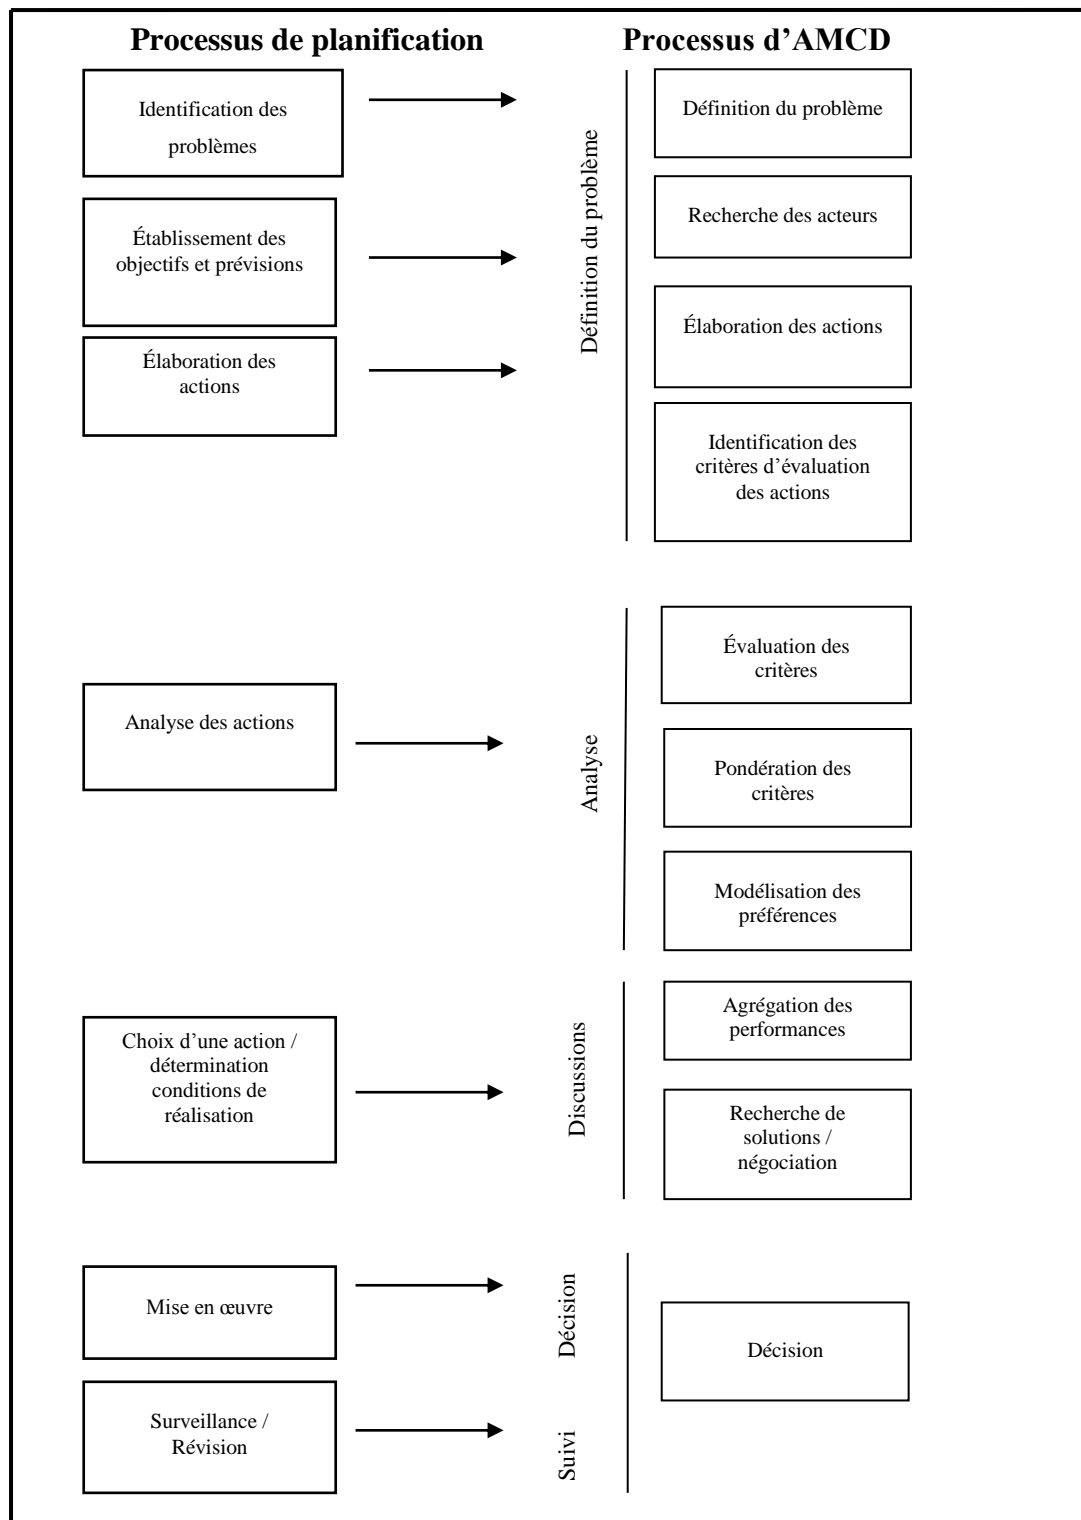 Processus de planification
Processus d’AMCD
Identification des
problèmes
Établissement des
objectifs et prévisions
Élaboration des
actions
Définition du problème
Définition du problème
Recherche des acteurs
Élaboration des actions
Identification des
critères d’évaluation
des actions
Analyse des actions
Analyse
Évaluation des
critères
Pondération des
critères
Modélisation des
préférences
Choix d’une action /
détermination
conditions de
réalisation
Discussions
Agrégation des
performances
Recherche de
solutions /
négociation
Mise en œuvre
Décision
Décision
Surveillance /
Révision
Suivi